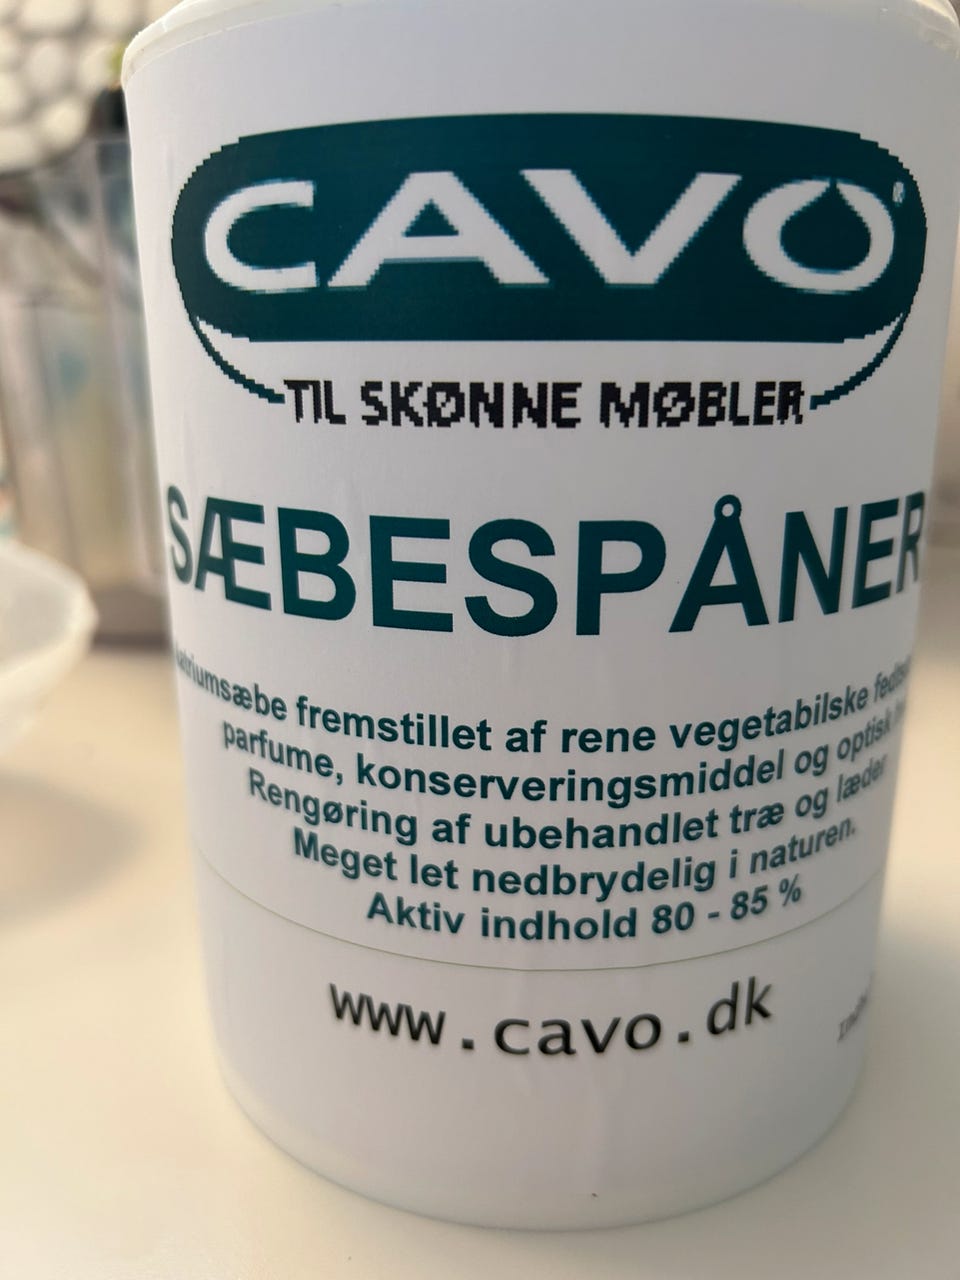 CAVO®
TIL SKØNNE MØBLER
SÆBESPÅNER
fremstillet af rene vegetabilske
parfume, konserveringsmiddel og optisk
Rengøring af ubehandlet træ og læder
Meget let nedbrydelig i naturen.
Aktiv indhold 80 - 85 %
www.cavo.dk